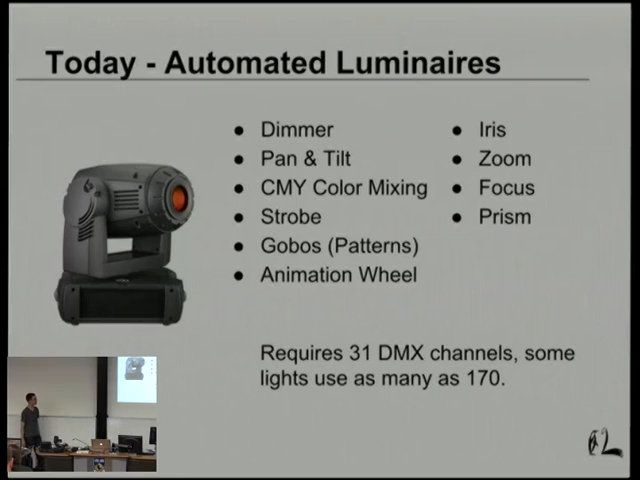 Today - Automated Luminaires
Dimmer
Pan & Tilt
CMY Color Mixing
Strobe
Gobos (Patterns)
Animation Wheel
Iris
Zoom
Focus
Prism
Requires 31 DMX channels, some
lights use as many as 170.